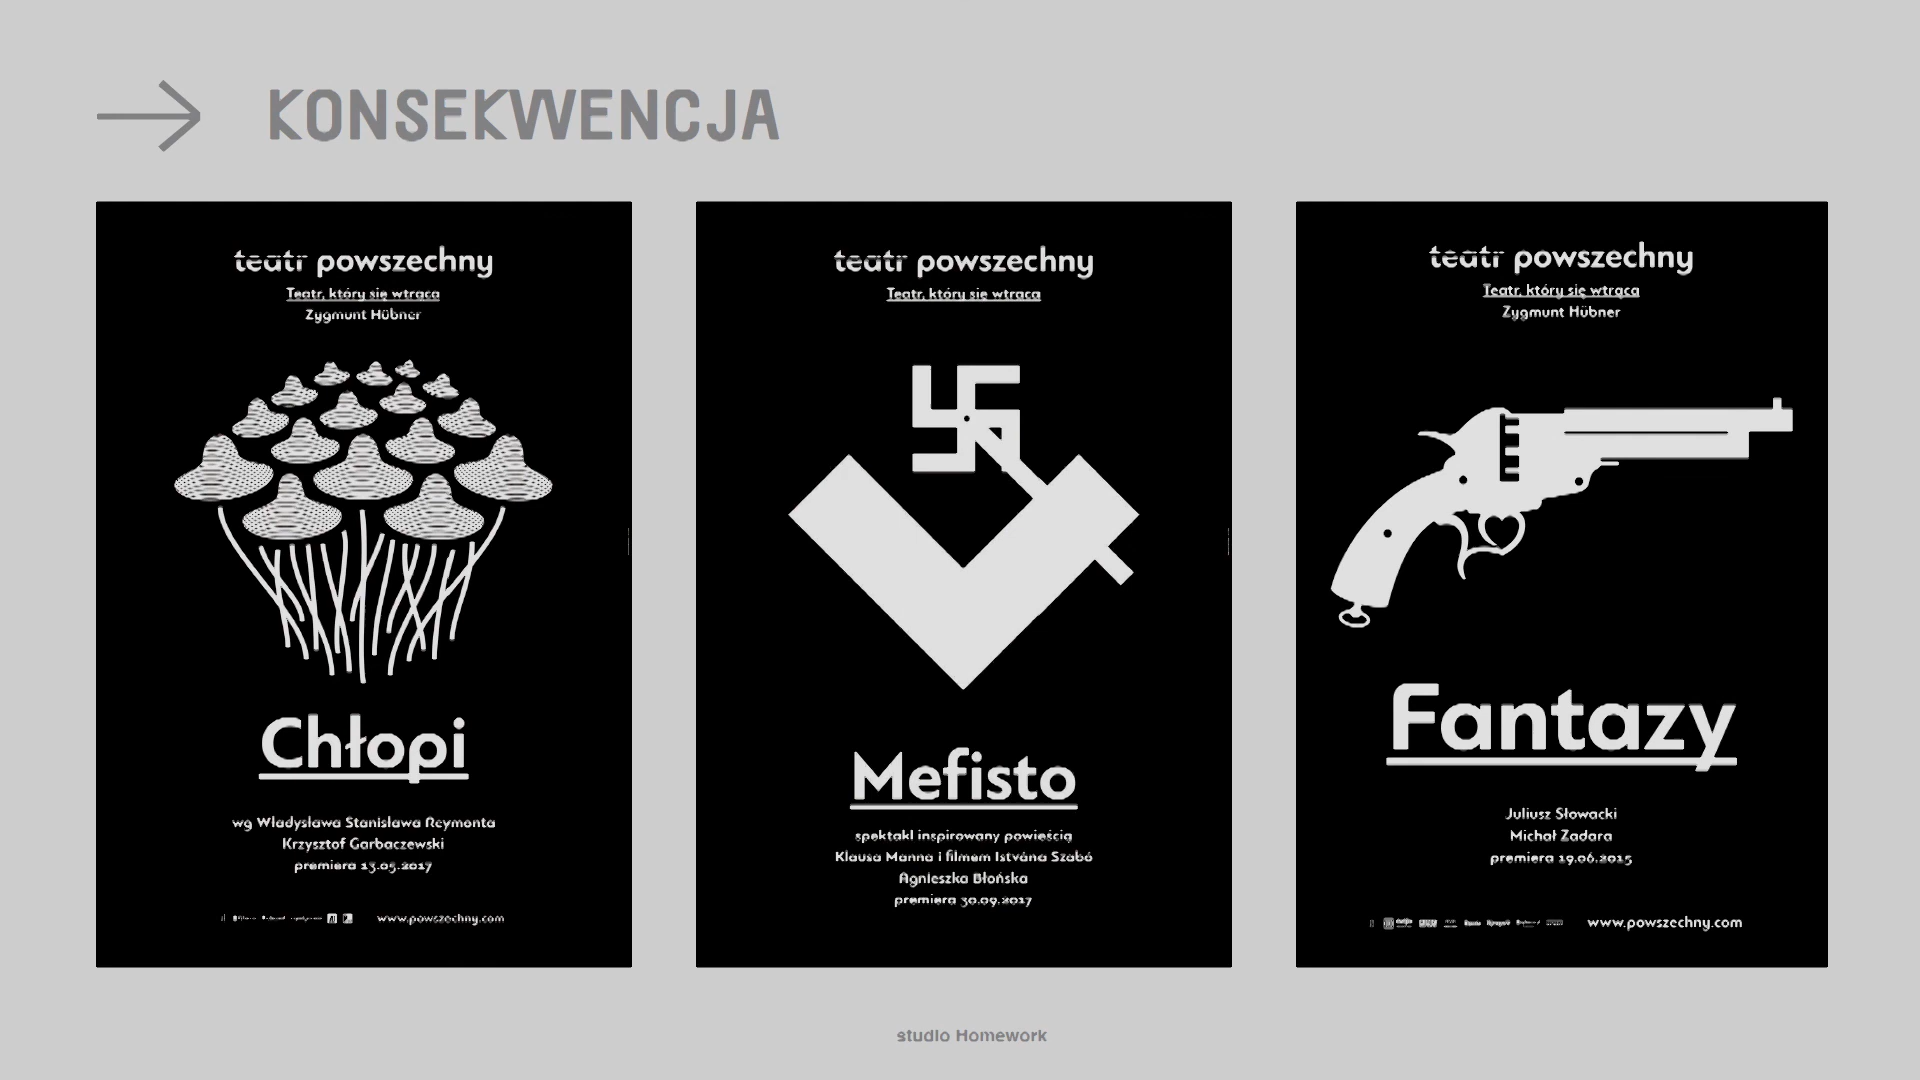 KONSEKWENCJA
teatr powszechny
Teatr, który się wtrąca
Zygmunt Hübner
Chłopi
wg Władysława Stanisława Reymonta
Krzysztof Garbaczewski
premiera 13.05.2017
www.powszechny.com
teatr powszechny
Teatr, który się wtrąca
Mefisto
spektakl inspirowany powieścią
Klausa Manna i filmem Istvána Szabó
Agnieszka Błońska
premiera 30.09.2017
teatr powszechny
Teatr, który się wtrąca
Zygmunt Hübner
Fantazy
Juliusz Słowacki
Michał Zadara
premiera 19.06.2015
www.powszechny.com
studio Homework